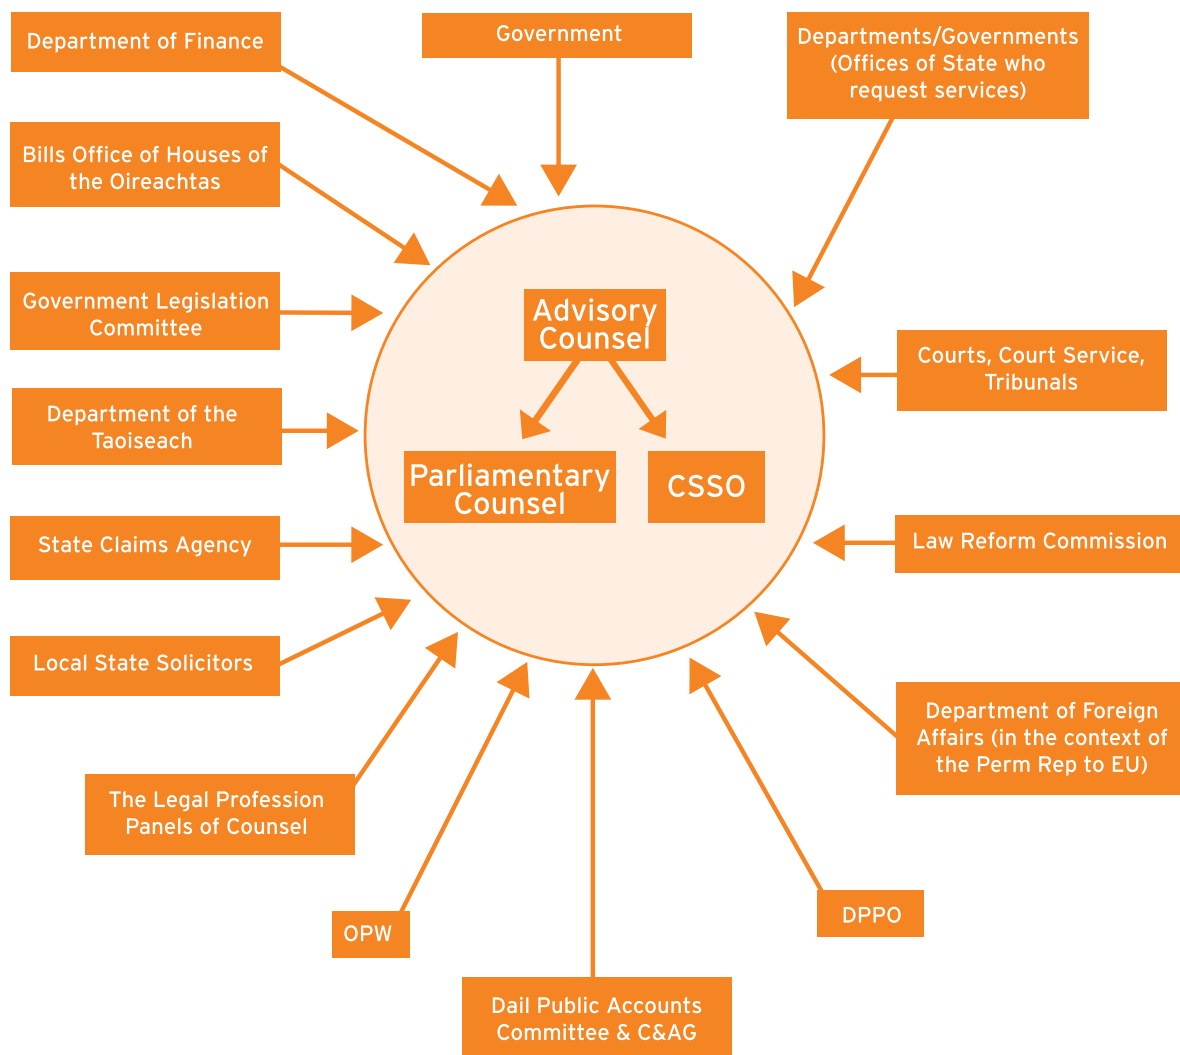 Department of Finance
Government
Departments/Governments
(Offices of State who
request services)
Bills Office of Houses of
the Oireachtas
Government Legislation
Committee
Advisory
Counsel
Courts, Court Service,
Tribunals
Department of the
Taoiseach
Parliamentary
Counsel
CSSO
State Claims Agency
Law Reform Commission
Local State Solicitors
Department of Foreign
Affairs (in the context of
the Perm Rep to EU)
The Legal Profession
Panels of Counsel
OPW
DPPO
Dail Public Accounts
Committee & C&AG